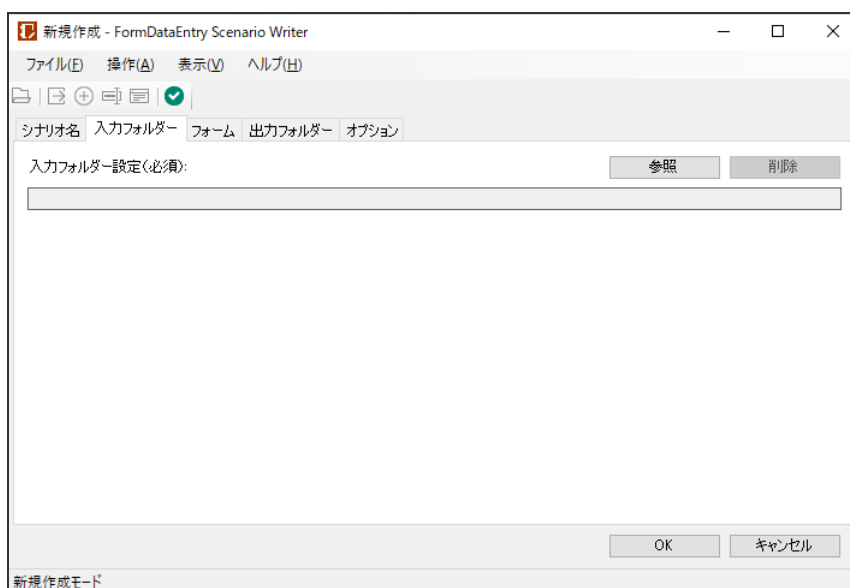 新規作成 - FormDataEntry Scenario Writer
ファイル(F) 操作(A) 表示(V) ヘルプ(H)
シナリオ名 入力フォルダー フォーム 出力フォルダー オプション
入力フォルダー設定(必須): 参照 削除
OK キャンセル
新規作成モード